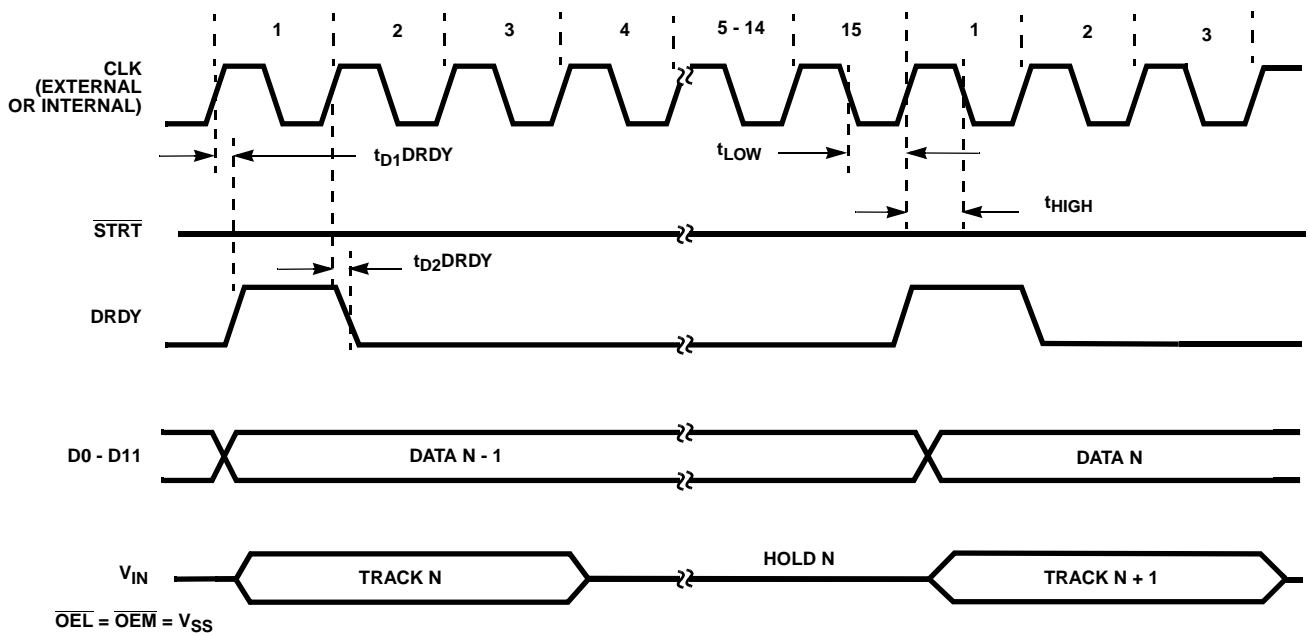 1 2 3 4 5 - 14 15 1 2 3
CLK
(EXTERNAL
OR INTERNAL)
tD1DRDY
tLOW
tHIGH
STRT
tD2DRDY
DRDY
D0 - D11
DATA N - 1
DATA N
HOLD N
VIN
TRACK N
TRACK N + 1
OEL = OEM = VSS